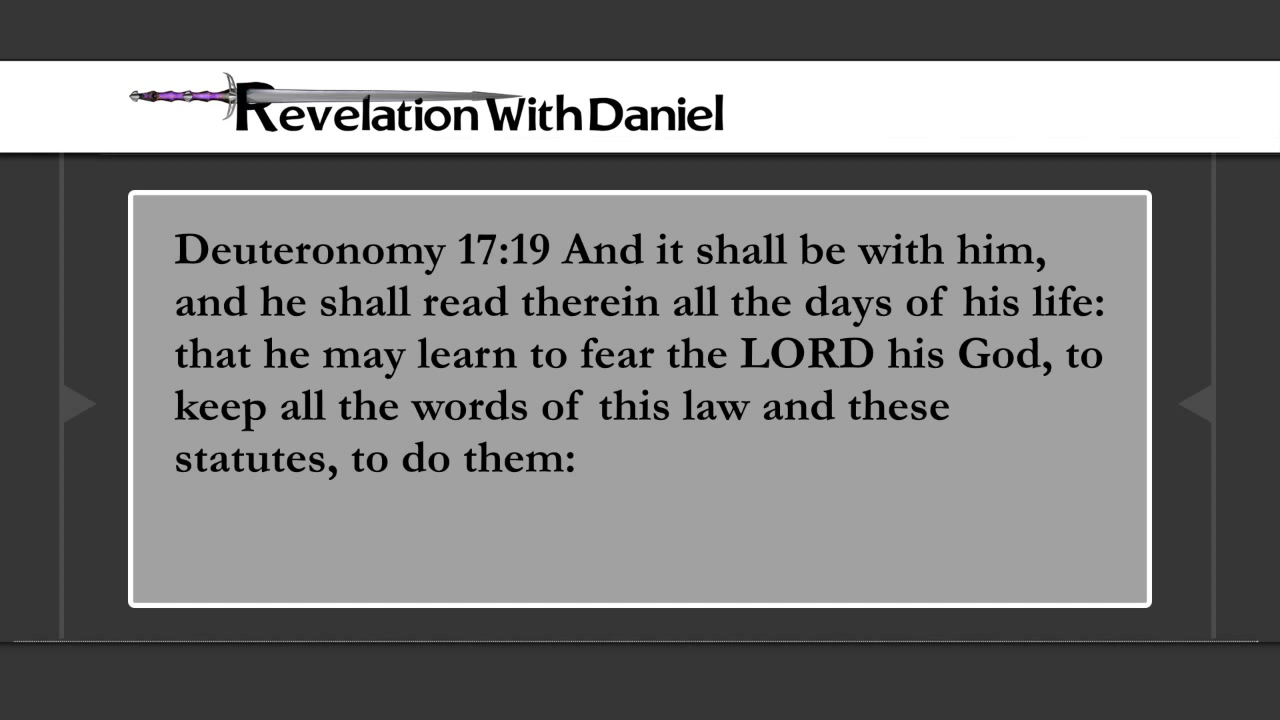 Revelation With Daniel
Deuteronomy 17:19 And it shall be with him,
and he shall read therein all the days of his life:
that he may learn to fear the LORD his God, to
keep all the words of this law and these
statutes, to do them: